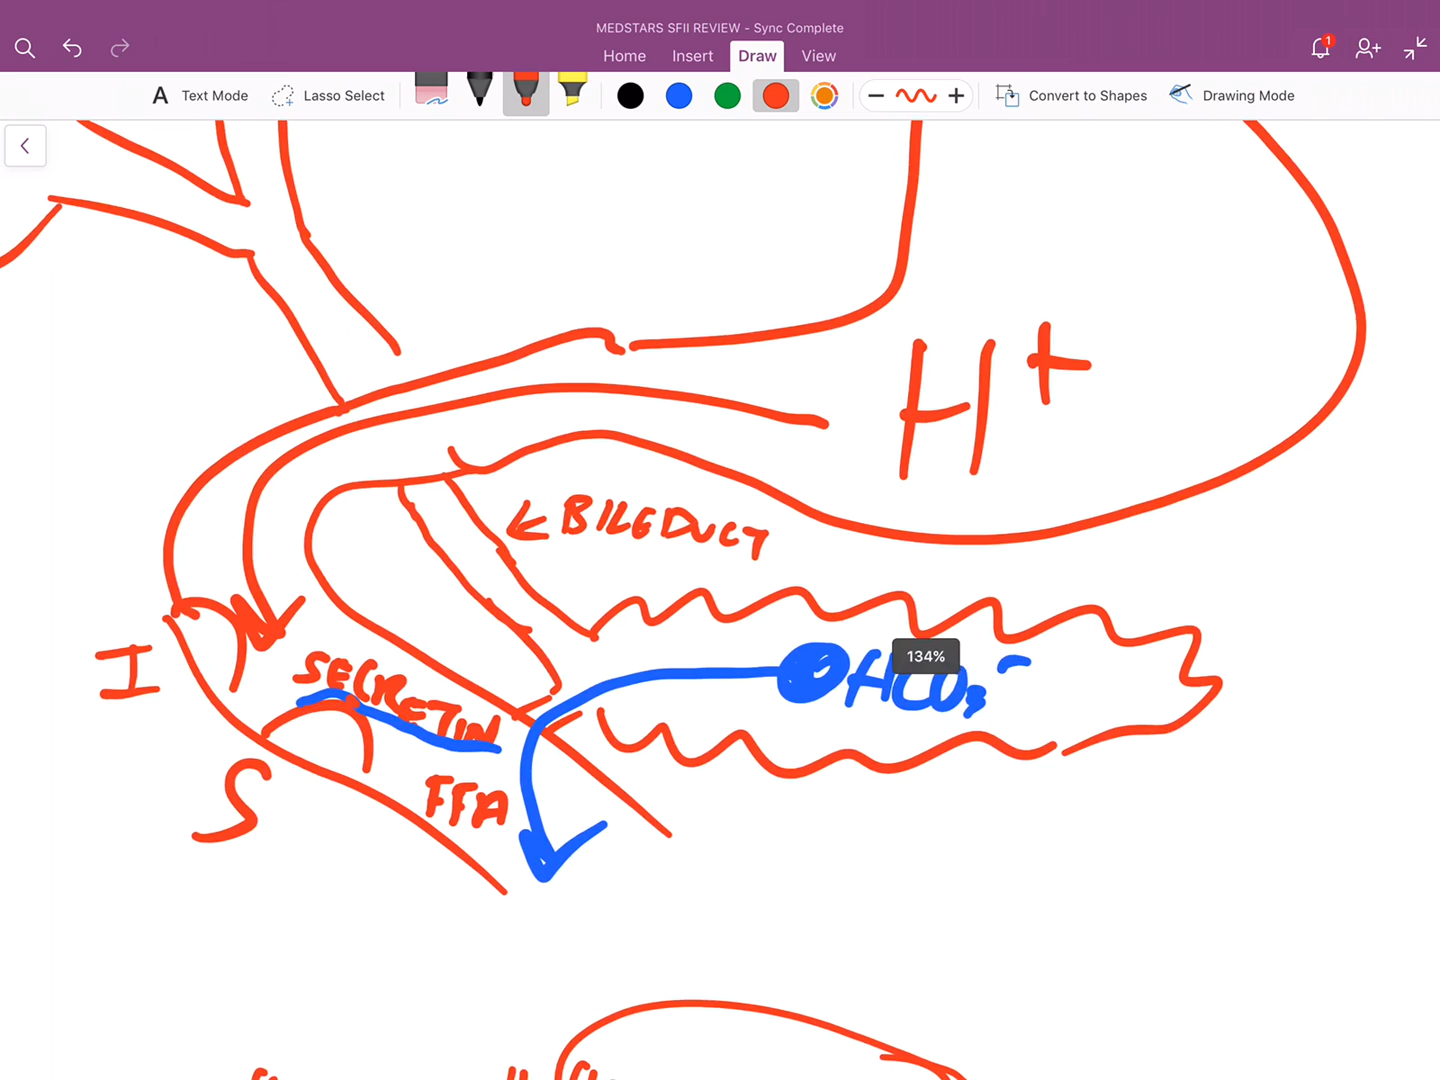 MEDSTARS SFII REVIEW - Sync Complete
Home Insert Draw View
1
A Text Mode Lasso Select Convert to Shapes Drawing Mode
H+
BILE DUCT
134%
HCO3-
I
SECRETIN
S
FFA